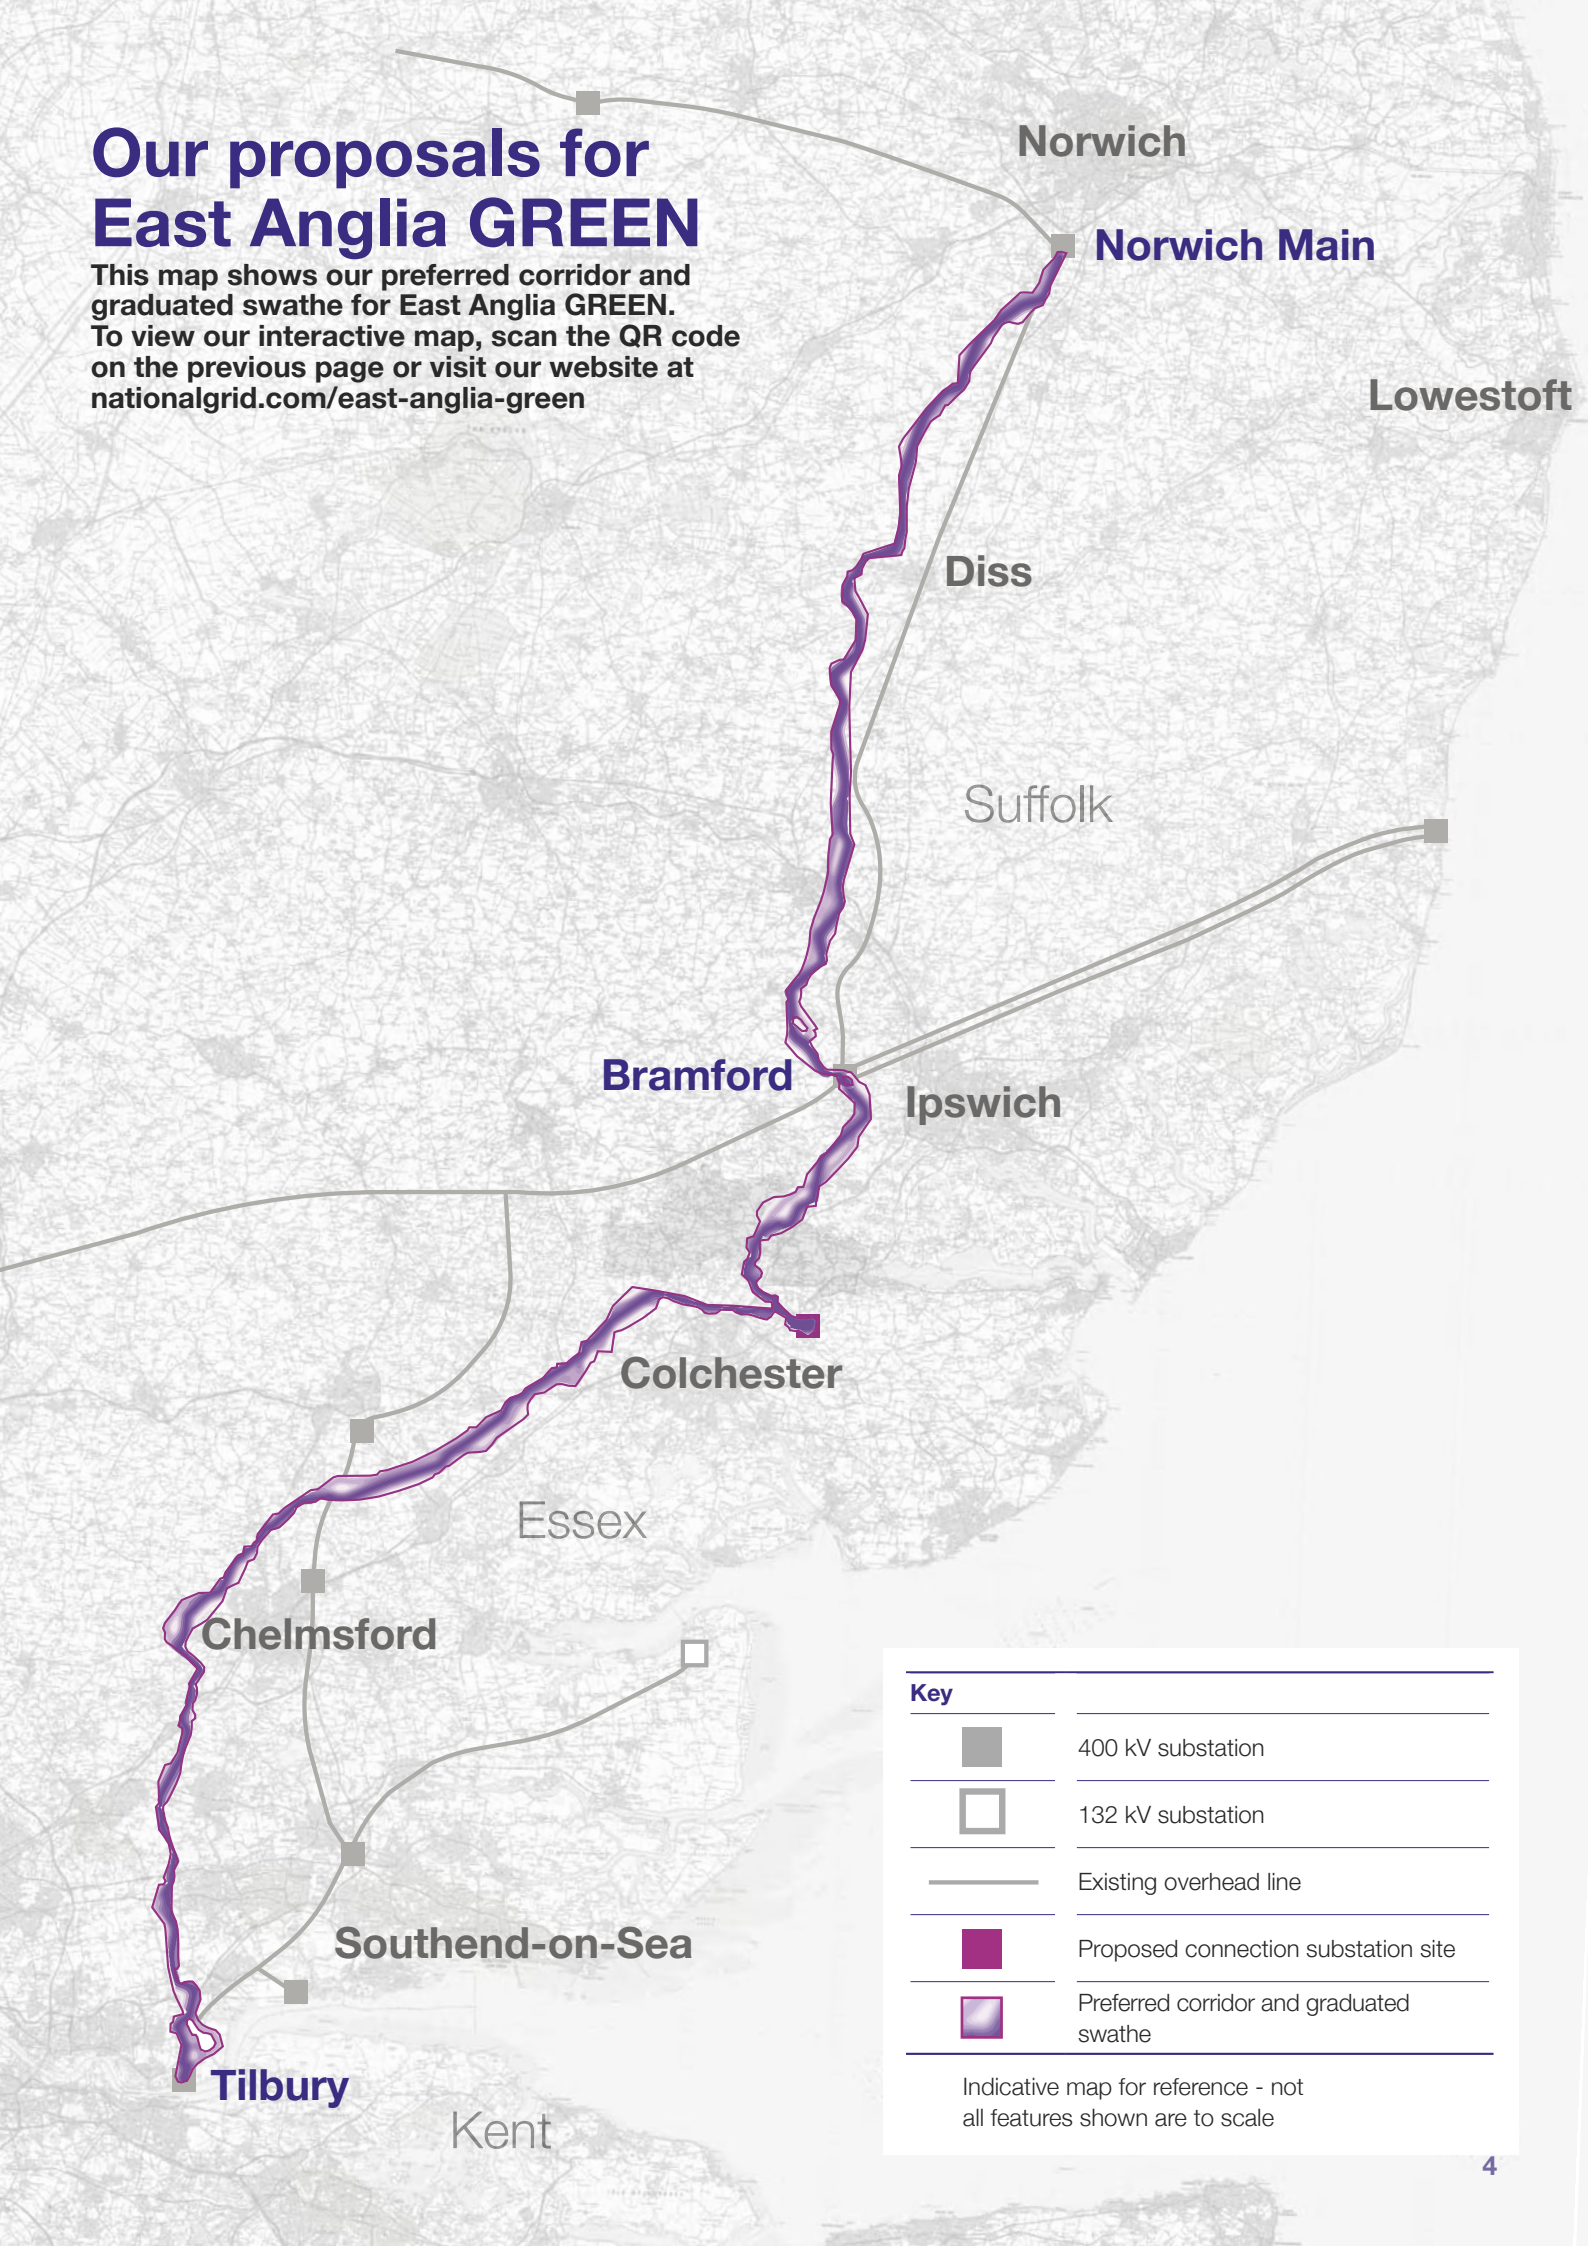 Our proposals for
East Anglia GREEN
This map shows our preferred corridor and
graduated swathe for East Anglia GREEN.
To view our interactive map, scan the QR code
on the previous page or visit our website at
nationalgrid.com/east-anglia-green
Norwich
Norwich Main
Lowestoft
Diss
Suffolk
Bramford
Ipswich
Colchester
Essex
Chelmsford
Southend-on-Sea
Tilbury
Kent
Key
400 kV substation
132 kV substation
Existing overhead line
Proposed connection substation site
Preferred corridor and graduated
swathe
Indicative map for reference - not
all features shown are to scale
4